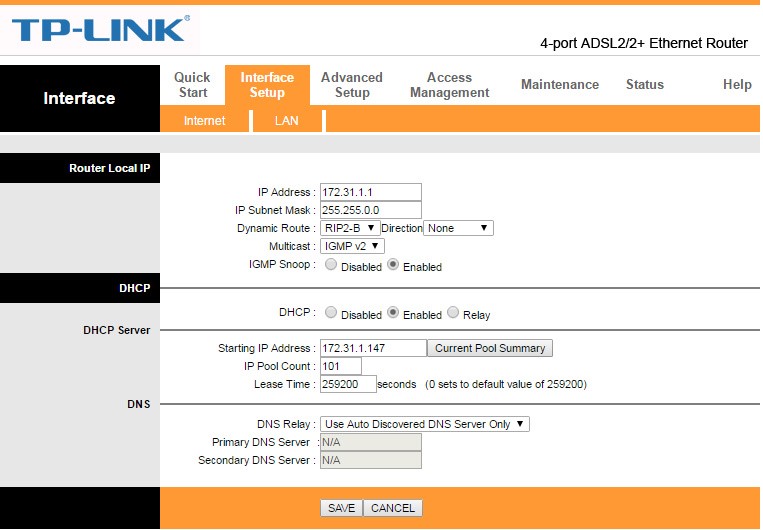 TP-LINK®
4-port ADSL2/2+ Ethernet Router
Interface
Quick Start
Interface Setup
Advanced Setup
Access Management
Maintenance
Status
Help
Internet
LAN
Router Local IP
IP Address : 172.31.1.1
IP Subnet Mask : 255.255.0.0
Dynamic Route : RIP2-B ▼ Direction None ▼
Multicast : IGMP v2 ▼
IGMP Snoop : Disabled Enabled
DHCP
DHCP : Disabled Enabled Relay
DHCP Server
Starting IP Address : 172.31.1.147 Current Pool Summary
IP Pool Count : 101
Lease Time : 259200 seconds (0 sets to default value of 259200)
DNS
DNS Relay : Use Auto Discovered DNS Server Only ▼
Primary DNS Server : N/A
Secondary DNS Server : N/A
SAVE CANCEL